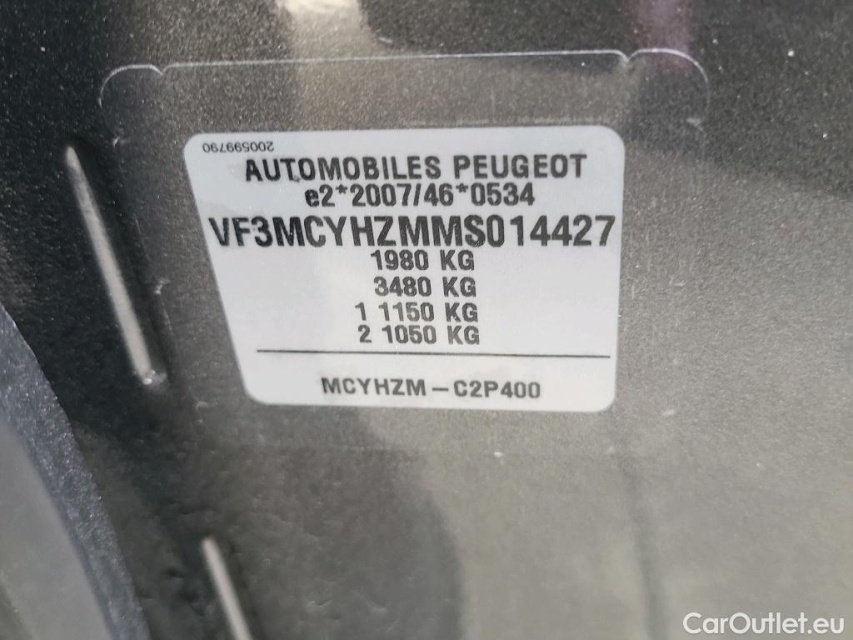 200599790
AUTOMOBILES PEUGEOT
e2*2007/46*0534
VF3MCYHZMMS014427
1980 KG
3480 KG
1 1150 KG
2 1050 KG
MCYHZM – C2P400
CarOutlet.eu